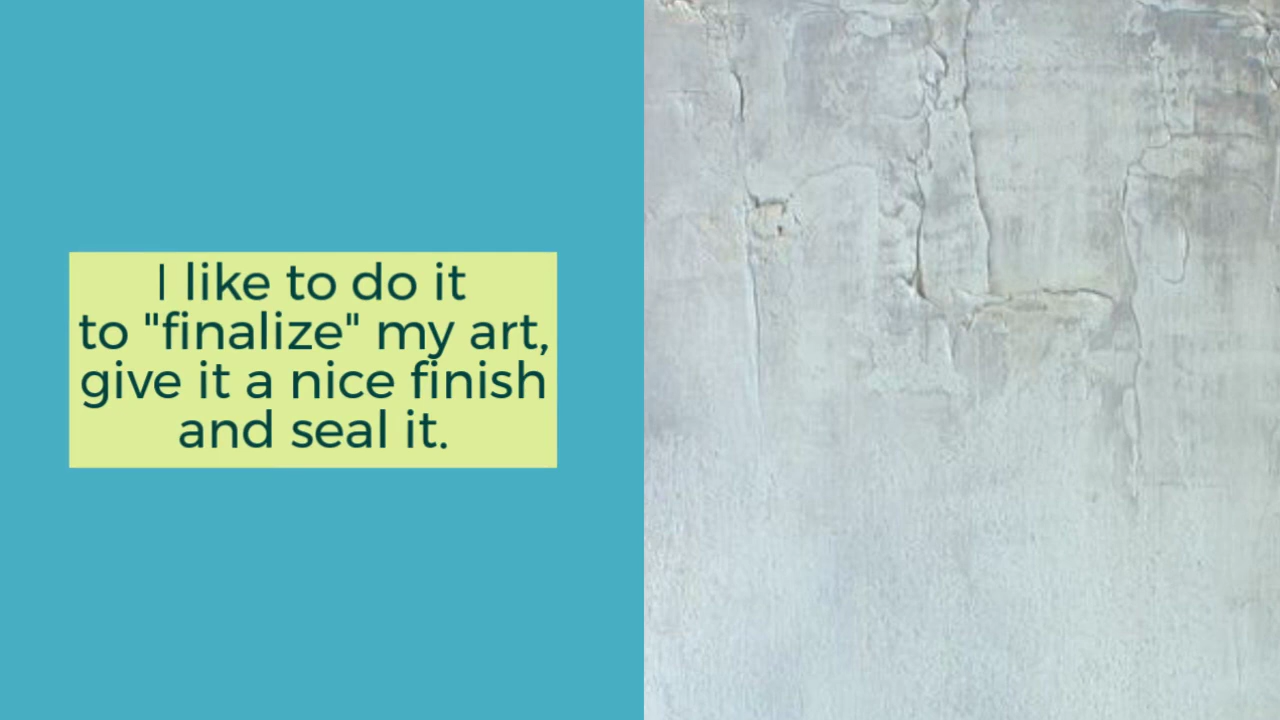 I like to do it
to "finalize" my art,
give it a nice finish
and seal it.